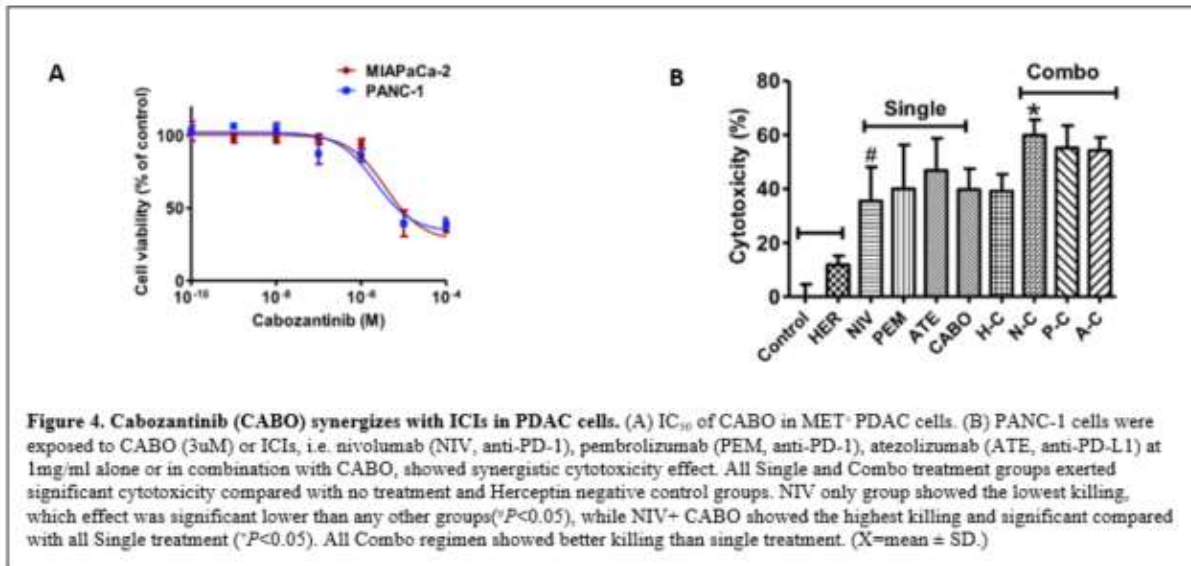 A
MIAPaCa-2
PANC-1
Cell viability (% of control)
100
50
0
10⁻¹⁰
10⁻⁸
10⁻⁶
10⁻⁴
Cabozantinib (M)
B
Cytotoxicity (%)
80
60
40
20
0
Single
Combo
#
*
Control
HER
NIV
PEM
ATE
CABO
H-C
N-C
P-C
A-C
Figure 4. Cabozantinib (CABO) synergizes with ICIs in PDAC cells. (A) IC₅₀ of CABO in MET⁺ PDAC cells. (B) PANC-1 cells were
exposed to CABO (3uM) or ICIs, i.e. nivolumab (NIV, anti-PD-1), pembrolizumab (PEM, anti-PD-1), atezolizumab (ATE, anti-PD-L1) at
1mg/ml alone or in combination with CABO, showed synergistic cytotoxicity effect. All Single and Combo treatment groups exerted
significant cytotoxicity compared with no treatment and Herceptin negative control groups. NIV only group showed the lowest killing,
which effect was significant lower than any other groups(#P<0.05), while NIV+ CABO showed the highest killing and significant compared
with all Single treatment (*P<0.05). All Combo regimen showed better killing than single treatment. (X=mean ± SD.)